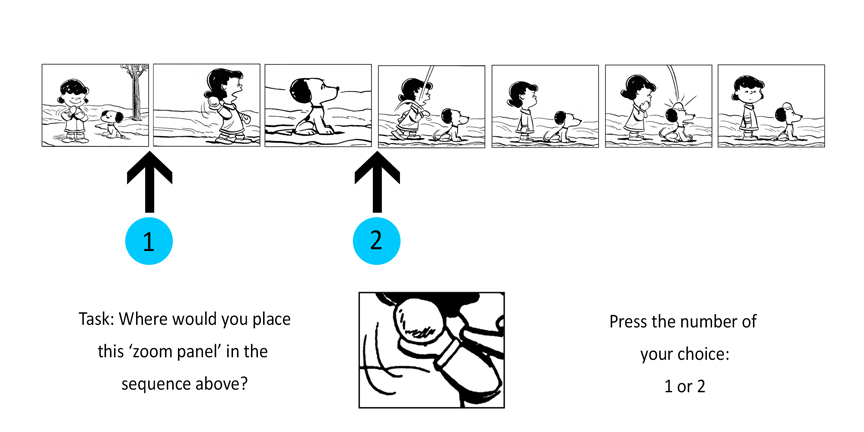 1
2
Task: Where would you place
this ‘zoom panel’ in the
sequence above?
Press the number of
your choice:
1 or 2